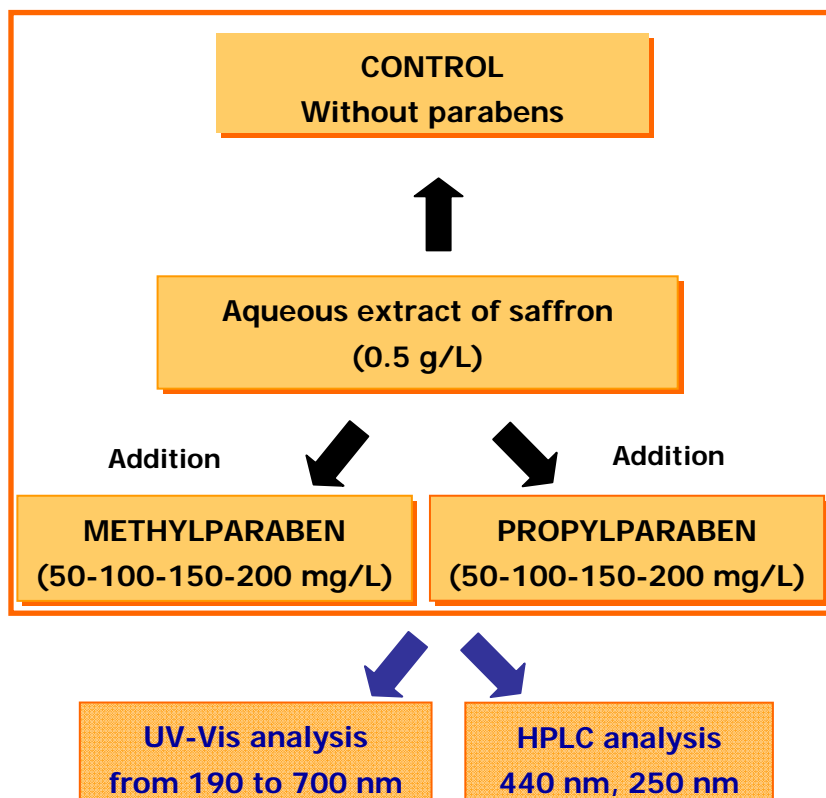 CONTROL
Without parabens
Aqueous extract of saffron
(0.5 g/L)
Addition
Addition
METHYLPARABEN
(50-100-150-200 mg/L)
PROPYLPARABEN
(50-100-150-200 mg/L)
UV-Vis analysis
from 190 to 700 nm
HPLC analysis
440 nm, 250 nm